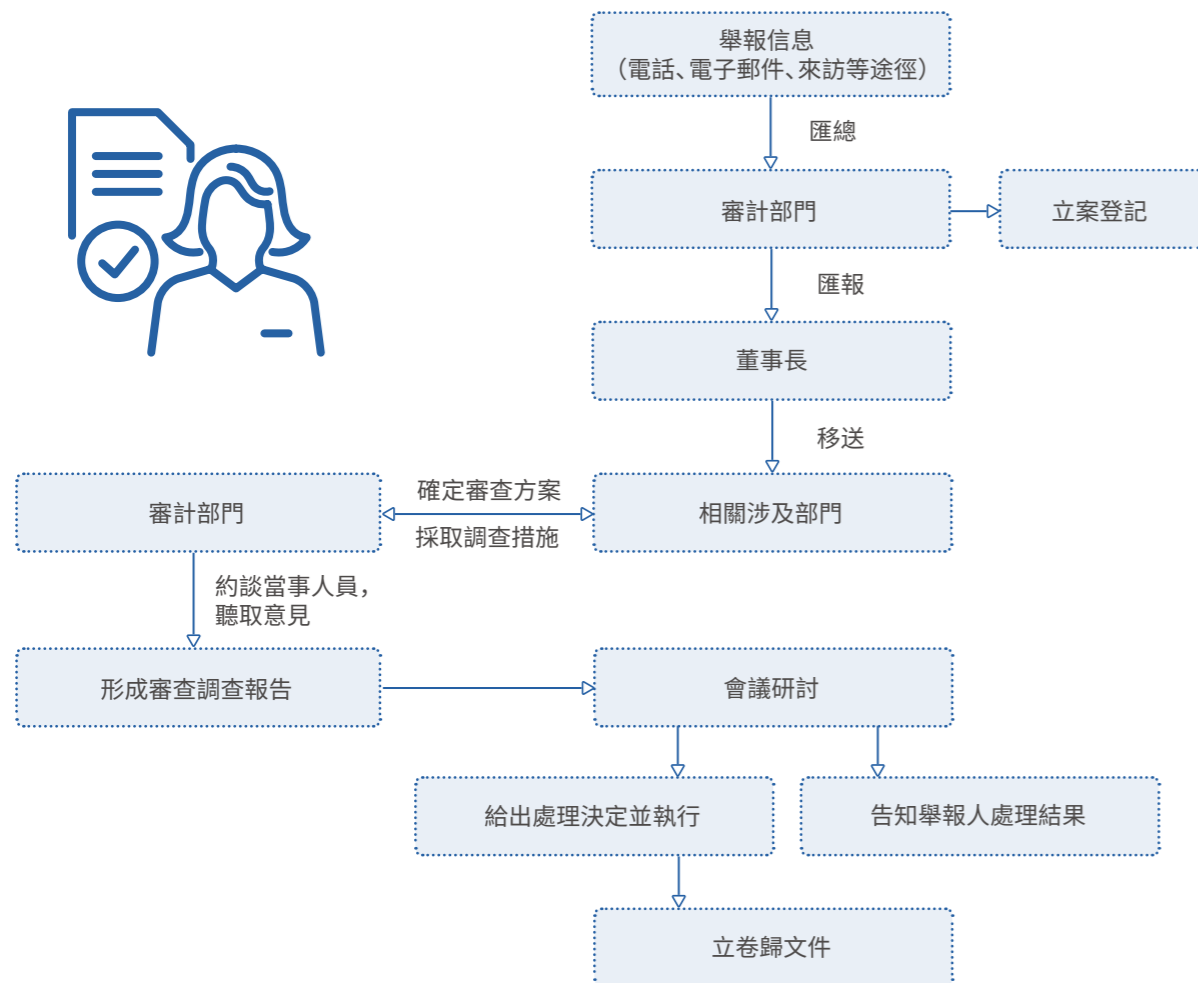 舉報信息
（電話、電子郵件、來訪等途徑）
匯總
審計部門
立案登記
匯報
董事長
移送
審計部門
確定審查方案
採取調查措施
相關涉及部門
約談當事人員，
聽取意見
形成審查調查報告
會議研討
給出處理決定並執行
告知舉報人處理結果
立卷歸文件